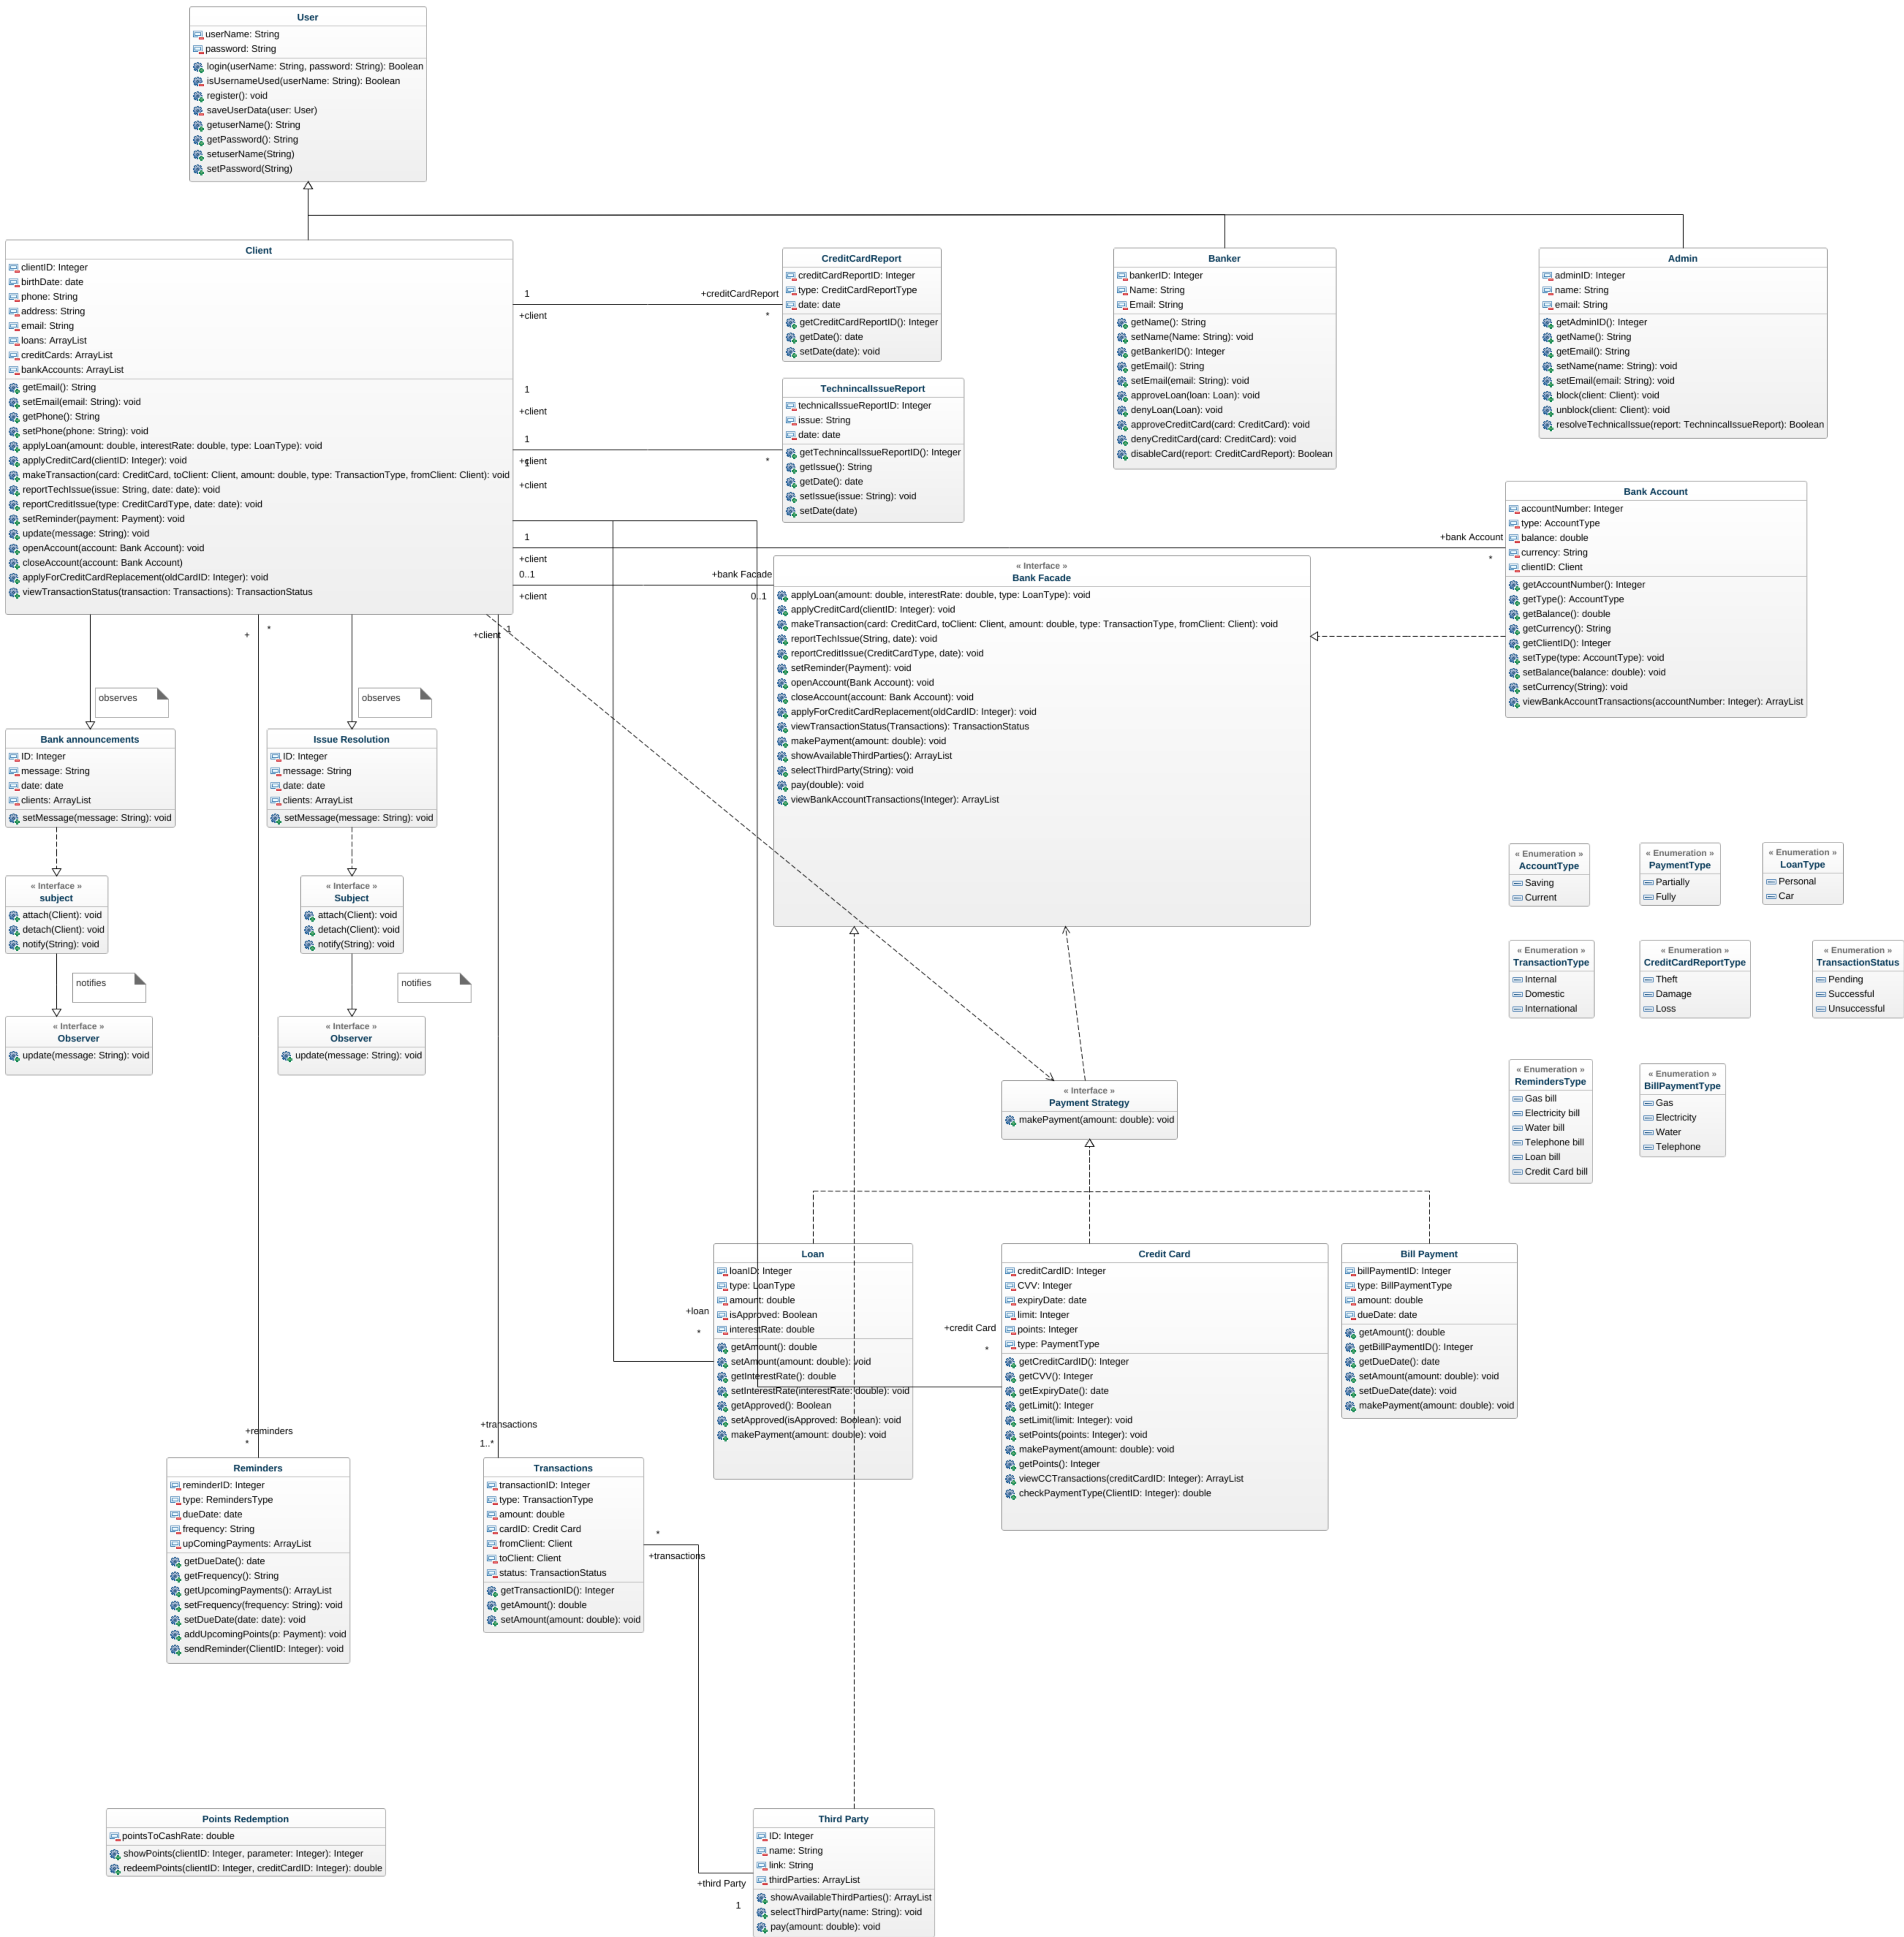 User
userName: String
password: String
login(userName: String, password: String): Boolean
isUsernameUsed(userName: String): Boolean
register(): void
saveUserData(user: User)
getuserName(): String
getPassword(): String
setuserName(String)
setPassword(String)
Client
clientID: Integer
birthDate: date
phone: String
address: String
email: String
loans: ArrayList
creditCards: ArrayList
bankAccounts: ArrayList
getEmail(): String
setEmail(email: String): void
getPhone(): String
setPhone(phone: String): void
applyLoan(amount: double, interestRate: double, type: LoanType): void
applyCreditCard(clientID: Integer): void
makeTransaction(card: CreditCard, toClient: Client, amount: double, type: TransactionType, fromClient: Client): void
reportTechIssue(issue: String, date: date): void
reportCreditIssue(type: CreditCardType, date: date): void
setReminder(payment: Payment): void
update(message: String): void
openAccount(account: Bank Account): void
closeAccount(account: Bank Account)
applyForCreditCardReplacement(oldCardID: Integer): void
viewTransactionStatus(transaction: Transactions): TransactionStatus
1
+creditCardReport
+client
*
1
+client
1
+client
*
1
+client
1
+bank Account
+client
*
0..1
+bank Facade
+client
0..1
CreditCardReport
creditCardReportID: Integer
type: CreditCardReportType
date: date
getCreditCardReportID(): Integer
getDate(): date
setDate(date): void
TechnincalIssueReport
technicalIssueReportID: Integer
issue: String
date: date
getTechnincalIssueReportID(): Integer
getIssue(): String
getDate(): date
setIssue(issue: String): void
setDate(date)
Banker
bankerID: Integer
Name: String
Email: String
getName(): String
setName(Name: String): void
getBankerID(): Integer
getEmail(): String
setEmail(email: String): void
approveLoan(loan: Loan): void
denyLoan(Loan): void
approveCreditCard(card: CreditCard): void
denyCreditCard(card: CreditCard): void
disableCard(report: CreditCardReport): Boolean
Admin
adminID: Integer
name: String
email: String
getAdminID(): Integer
getName(): String
getEmail(): String
setName(name: String): void
setEmail(email: String): void
block(client: Client): void
unblock(client: Client): void
resolveTechnicalIssue(report: TechnincalIssueReport): Boolean
Bank Account
accountNumber: Integer
type: AccountType
balance: double
currency: String
clientID: Client
getAccountNumber(): Integer
getType(): AccountType
getBalance(): double
getCurrency(): String
getClientID(): Integer
setType(type: AccountType): void
setBalance(balance: double): void
setCurrency(String): void
viewBankAccountTransactions(accountNumber: Integer): ArrayList
« Interface »
Bank Facade
applyLoan(amount: double, interestRate: double, type: LoanType): void
applyCreditCard(clientID: Integer): void
makeTransaction(card: CreditCard, toClient: Client, amount: double, type: TransactionType, fromClient: Client): void
reportTechIssue(String, date): void
reportCreditIssue(CreditCardType, date): void
setReminder(Payment): void
openAccount(Bank Account): void
closeAccount(account: Bank Account): void
applyForCreditCardReplacement(oldCardID: Integer): void
viewTransactionStatus(Transactions): TransactionStatus
makePayment(amount: double): void
showAvailableThirdParties(): ArrayList
selectThirdParty(String): void
pay(double): void
viewBankAccountTransactions(Integer): ArrayList
+
*
+client
1
observes
observes
Bank announcements
ID: Integer
message: String
date: date
clients: ArrayList
setMessage(message: String): void
Issue Resolution
ID: Integer
message: String
date: date
clients: ArrayList
setMessage(message: String): void
« Interface »
subject
attach(Client): void
detach(Client): void
notify(String): void
« Interface »
Subject
attach(Client): void
detach(Client): void
notify(String): void
notifies
notifies
« Interface »
Observer
update(message: String): void
« Interface »
Observer
update(message: String): void
« Enumeration »
AccountType
Saving
Current
« Enumeration »
PaymentType
Partially
Fully
« Enumeration »
LoanType
Personal
Car
« Enumeration »
TransactionType
Internal
Domestic
International
« Enumeration »
CreditCardReportType
Theft
Damage
Loss
« Enumeration »
TransactionStatus
Pending
Successful
Unsuccessful
« Enumeration »
RemindersType
Gas bill
Electricity bill
Water bill
Telephone bill
Loan bill
Credit Card bill
« Enumeration »
BillPaymentType
Gas
Electricity
Water
Telephone
« Interface »
Payment Strategy
makePayment(amount: double): void
+loan
*
Loan
loanID: Integer
type: LoanType
amount: double
isApproved: Boolean
interestRate: double
getAmount(): double
setAmount(amount: double): void
getInterestRate(): double
setInterestRate(interestRate: double): void
getApproved(): Boolean
setApproved(isApproved: Boolean): void
makePayment(amount: double): void
+credit Card
*
Credit Card
creditCardID: Integer
CVV: Integer
expiryDate: date
limit: Integer
points: Integer
type: PaymentType
getCreditCardID(): Integer
getCVV(): Integer
getExpiryDate(): date
getLimit(): Integer
setLimit(limit: Integer): void
setPoints(points: Integer): void
makePayment(amount: double): void
getPoints(): Integer
viewCCTransactions(creditCardID: Integer): ArrayList
checkPaymentType(ClientID: Integer): double
Bill Payment
billPaymentID: Integer
type: BillPaymentType
amount: double
dueDate: date
getAmount(): double
getBillPaymentID(): Integer
getDueDate(): date
setAmount(amount: double): void
setDueDate(date): void
makePayment(amount: double): void
+reminders
*
Reminders
reminderID: Integer
type: RemindersType
dueDate: date
frequency: String
upComingPayments: ArrayList
getDueDate(): date
getFrequency(): String
getUpcomingPayments(): ArrayList
setFrequency(frequency: String): void
setDueDate(date: date): void
addUpcomingPoints(p: Payment): void
sendReminder(ClientID: Integer): void
+transactions
1..*
Transactions
transactionID: Integer
type: TransactionType
amount: double
cardID: Credit Card
fromClient: Client
toClient: Client
status: TransactionStatus
getTransactionID(): Integer
getAmount(): double
setAmount(amount: double): void
*
+transactions
Points Redemption
pointsToCashRate: double
showPoints(clientID: Integer, parameter: Integer): Integer
redeemPoints(clientID: Integer, creditCardID: Integer): double
+third Party
1
Third Party
ID: Integer
name: String
link: String
thirdParties: ArrayList
showAvailableThirdParties(): ArrayList
selectThirdParty(name: String): void
pay(amount: double): void